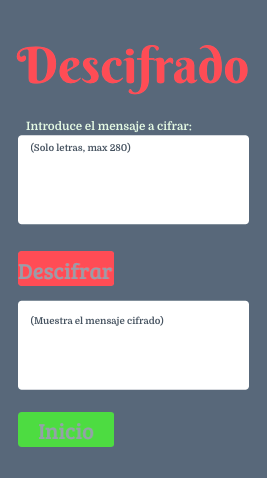 Descifrado
Introduce el mensaje a cifrar:
(Solo letras, max 280)
Descifrar
(Muestra el mensaje cifrado)
Inicio